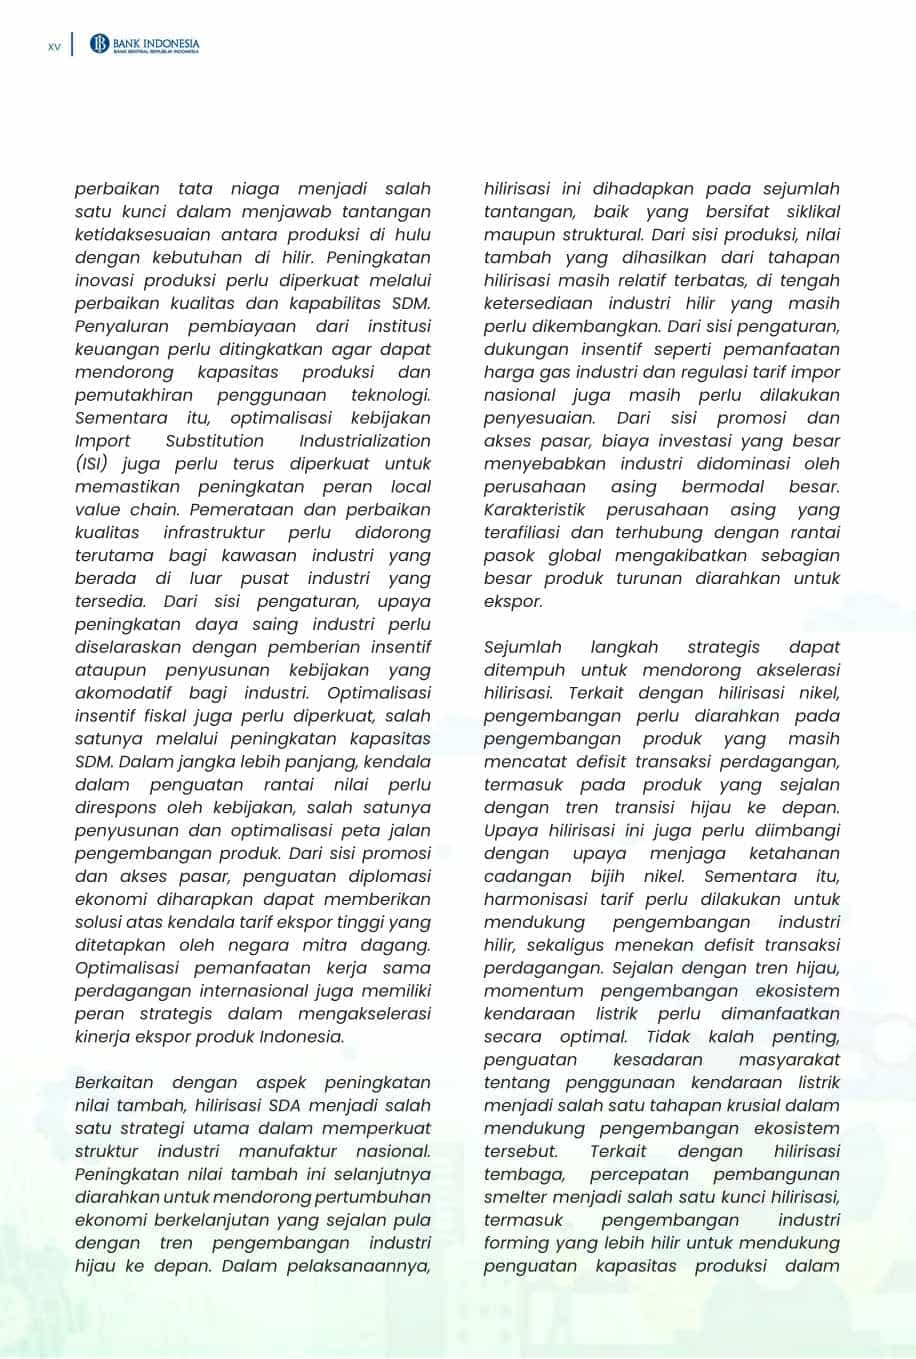 xv
BANK INDONESIA
BANK SENTRAL REPUBLIK INDONESIA
perbaikan tata niaga menjadi salah
satu kunci dalam menjawab tantangan
ketidaksesuaian antara produksi di hulu
dengan kebutuhan di hilir. Peningkatan
inovasi produksi perlu diperkuat melalui
perbaikan kualitas dan kapabilitas SDM.
Penyaluran pembiayaan dari institusi
keuangan perlu ditingkatkan agar dapat
mendorong kapasitas produksi dan
pemutakhiran penggunaan teknologi.
Sementara itu, optimalisasi kebijakan
Import Substitution Industrialization
(ISI) juga perlu terus diperkuat untuk
memastikan peningkatan peran local
value chain. Pemerataan dan perbaikan
kualitas infrastruktur perlu didorong
terutama bagi kawasan industri yang
berada di luar pusat industri yang
tersedia. Dari sisi pengaturan, upaya
peningkatan daya saing industri perlu
diselaraskan dengan pemberian insentif
ataupun penyusunan kebijakan yang
akomodatif bagi industri. Optimalisasi
insentif fiskal juga perlu diperkuat, salah
satunya melalui peningkatan kapasitas
SDM. Dalam jangka lebih panjang, kendala
dalam penguatan rantai nilai perlu
direspons oleh kebijakan, salah satunya
penyusunan dan optimalisasi peta jalan
pengembangan produk. Dari sisi promosi
dan akses pasar, penguatan diplomasi
ekonomi diharapkan dapat memberikan
solusi atas kendala tarif ekspor tinggi yang
ditetapkan oleh negara mitra dagang.
Optimalisasi pemanfaatan kerja sama
perdagangan internasional juga memiliki
peran strategis dalam mengakselerasi
kinerja ekspor produk Indonesia.
Berkaitan dengan aspek peningkatan
nilai tambah, hilirisasi SDA menjadi salah
satu strategi utama dalam memperkuat
struktur industri manufaktur nasional.
Peningkatan nilai tambah ini selanjutnya
diarahkan untuk mendorong pertumbuhan
ekonomi berkelanjutan yang sejalan pula
dengan tren pengembangan industri
hijau ke depan. Dalam pelaksanaannya,
hilirisasi ini dihadapkan pada sejumlah
tantangan, baik yang bersifat siklikal
maupun struktural. Dari sisi produksi, nilai
tambah yang dihasilkan dari tahapan
hilirisasi masih relatif terbatas, di tengah
ketersediaan industri hilir yang masih
perlu dikembangkan. Dari sisi pengaturan,
dukungan insentif seperti pemanfaatan
harga gas industri dan regulasi tarif impor
nasional juga masih perlu dilakukan
penyesuaian. Dari sisi promosi dan
akses pasar, biaya investasi yang besar
menyebabkan industri didominasi oleh
perusahaan asing bermodal besar.
Karakteristik perusahaan asing yang
terafiliasi dan terhubung dengan rantai
pasok global mengakibatkan sebagian
besar produk turunan diarahkan untuk
ekspor.
Sejumlah langkah strategis dapat
ditempuh untuk mendorong akselerasi
hilirisasi. Terkait dengan hilirisasi nikel,
pengembangan perlu diarahkan pada
pengembangan produk yang masih
mencatat defisit transaksi perdagangan,
termasuk pada produk yang sejalan
dengan tren transisi hijau ke depan.
Upaya hilirisasi ini juga perlu diimbangi
dengan upaya menjaga ketahanan
cadangan bijih nikel. Sementara itu,
harmonisasi tarif perlu dilakukan untuk
mendukung pengembangan industri
hilir, sekaligus menekan defisit transaksi
perdagangan. Sejalan dengan tren hijau,
momentum pengembangan ekosistem
kendaraan listrik perlu dimanfaatkan
secara optimal. Tidak kalah penting,
penguatan kesadaran masyarakat
tentang penggunaan kendaraan listrik
menjadi salah satu tahapan krusial dalam
mendukung pengembangan ekosistem
tersebut. Terkait dengan hilirisasi
tembaga, percepatan pembangunan
smelter menjadi salah satu kunci hilirisasi,
termasuk pengembangan industri
forming yang lebih hilir untuk mendukung
penguatan kapasitas produksi dalam